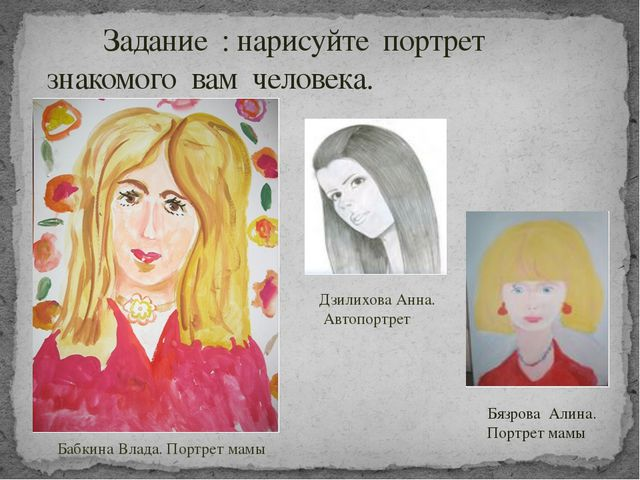 Задание : нарисуйте портрет
знакомого вам человека.
Дзилихова Анна.
Автопортрет
Бязрова Алина.
Портрет мамы
Бабкина Влада. Портрет мамы